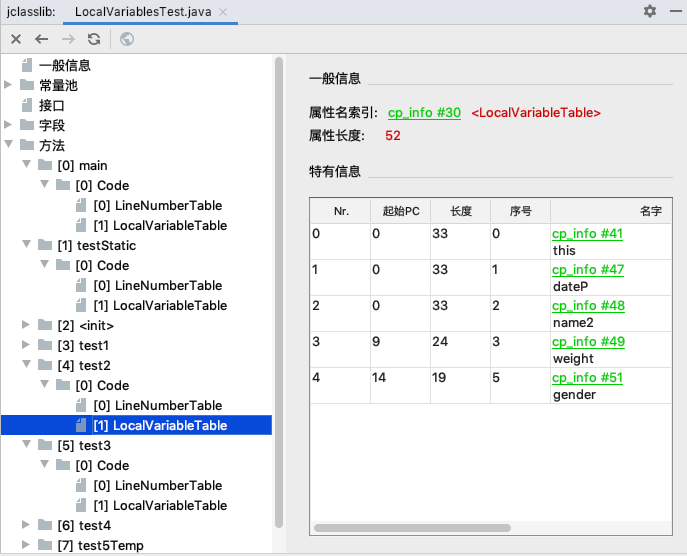 jclasslib: LocalVariablesTest.java
一般信息
常量池
接口
字段
方法
[0] main
[0] Code
[0] LineNumberTable
[1] LocalVariableTable
[1] testStatic
[0] Code
[0] LineNumberTable
[1] LocalVariableTable
[2] <init>
[3] test1
[4] test2
[0] Code
[0] LineNumberTable
[1] LocalVariableTable
[5] test3
[0] Code
[0] LineNumberTable
[1] LocalVariableTable
[6] test4
[7] test5Temp
一般信息
属性名索引: cp_info #30 <LocalVariableTable>
属性长度: 52
特有信息
Nr. 起始PC 长度 序号 名字
0 0 33 0 cp_info #41
this
1 0 33 1 cp_info #47
dateP
2 0 33 2 cp_info #48
name2
3 9 24 3 cp_info #49
weight
4 14 19 5 cp_info #51
gender